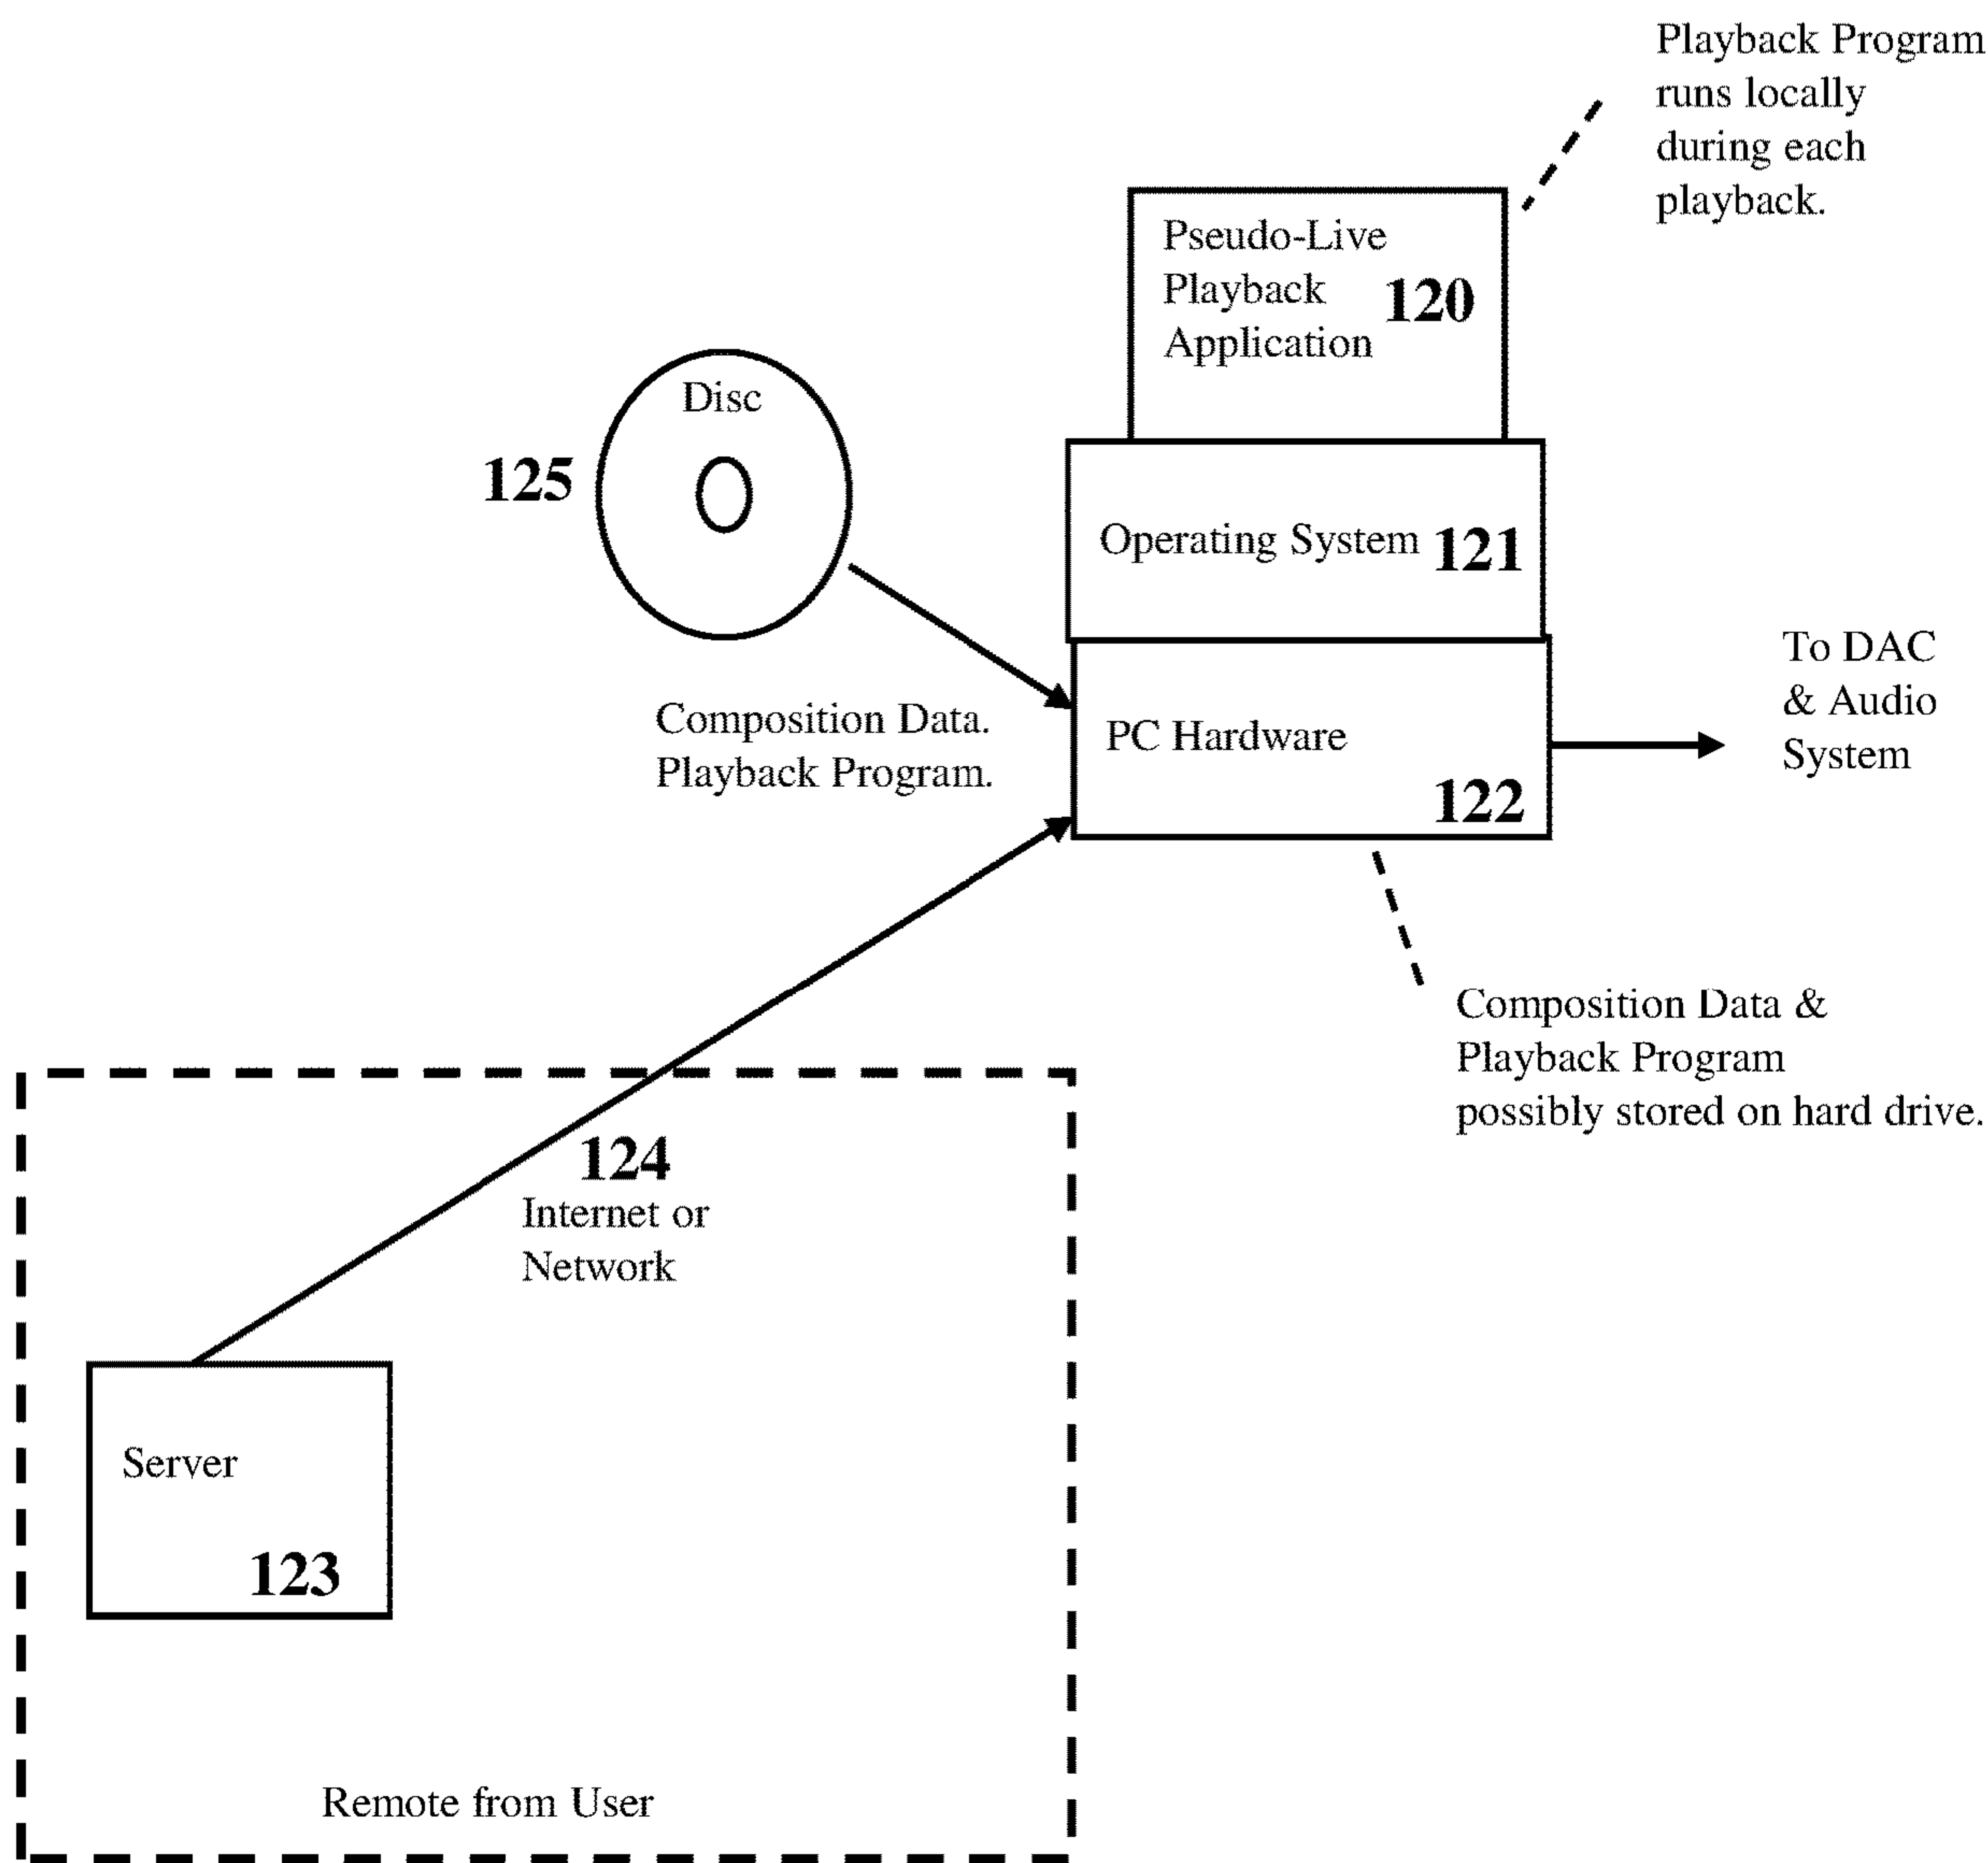 Playback Program
runs locally
during each
playback.
Pseudo-Live
Playback
Application
120
Disc
125
Operating System 121
To DAC
& Audio
System
Composition Data.
Playback Program.
PC Hardware
122
Composition Data &
Playback Program
possibly stored on hard drive.
124
Internet or
Network
Server
123
Remote from User